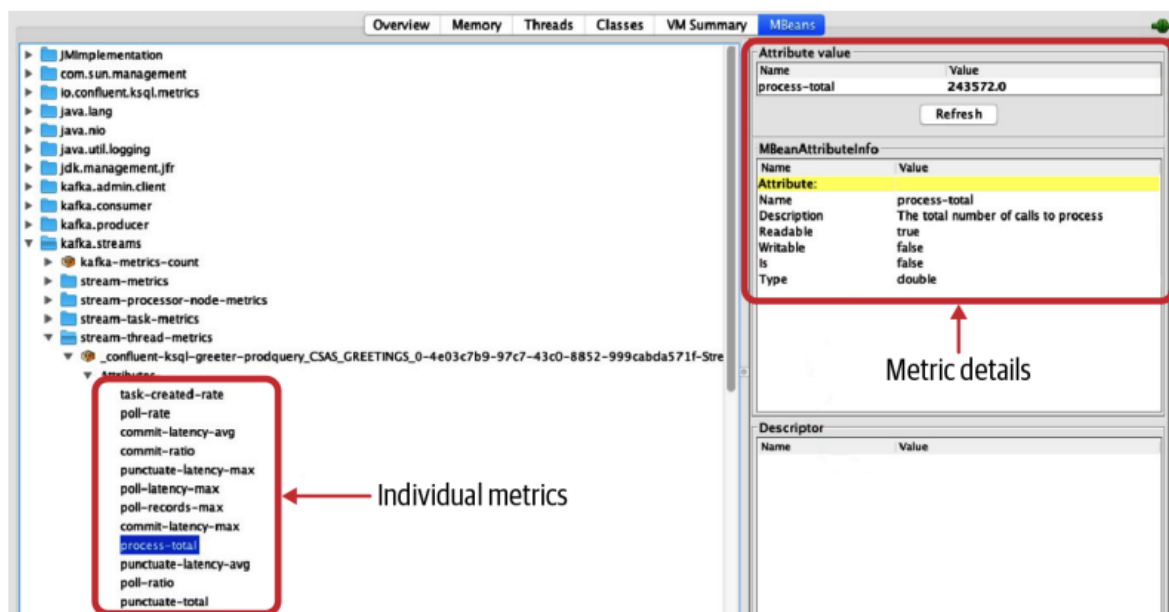 Overview Memory Threads Classes VM Summary MBeans
JMImplementation
com.sun.management
io.confluent.ksql.metrics
java.lang
java.nio
java.util.logging
jdk.management.jfr
kafka.admin.client
kafka.consumer
kafka.producer
kafka.streams
kafka-metrics-count
stream-metrics
stream-processor-node-metrics
stream-task-metrics
stream-thread-metrics
_confluent-ksql-greeter-prodquery_CSAS_GREETINGS_0-4e03c7b9-97c7-43c0-8852-999cabda571f-Stre
Attributes
task-created-rate
poll-rate
commit-latency-avg
commit-ratio
punctuate-latency-max
poll-latency-max
poll-records-max
commit-latency-max
process-total
punctuate-latency-avg
poll-ratio
punctuate-total
Individual metrics
Attribute value
Name Value
process-total 243572.0
Refresh
MBeanAttributeInfo
Name Value
Attribute:
Name process-total
Description The total number of calls to process
Readable true
Writable false
Is false
Type double
Metric details
Descriptor
Name Value